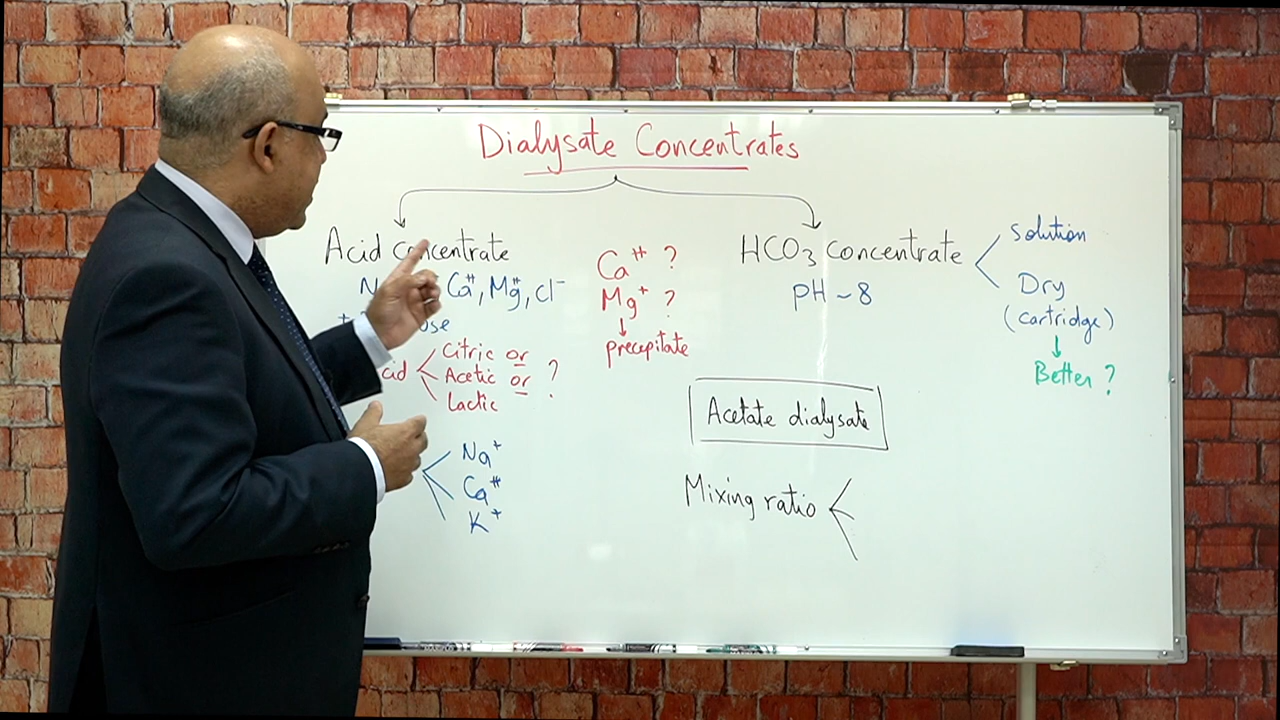 Dialysate Concentrates
Acid concentrate
Ca⁺⁺, Mg⁺⁺, Cl⁻
Citric or
Acetic or ?
Lactic
Na⁺
Ca⁺⁺
K⁺
Ca⁺⁺ ?
Mg⁺ ?
precepitate
HCO3 concentrate
pH ~ 8
Solution
Dry
(cartridge)
Better ?
Acetate dialysate
Mixing ratio